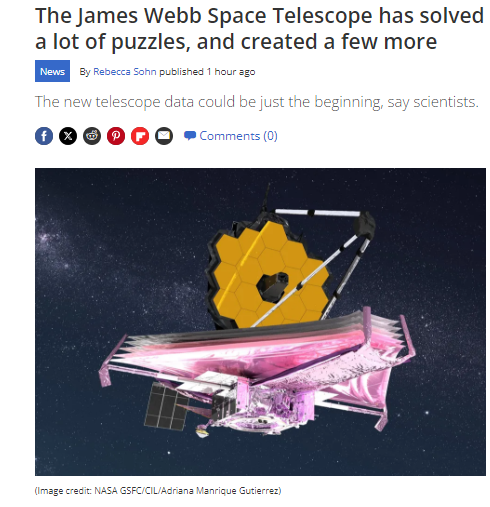 The James Webb Space Telescope has solved
a lot of puzzles, and created a few more
News By Rebecca Sohn published 1 hour ago
The new telescope data could be just the beginning, say scientists.
Comments (0)
(Image credit: NASA GSFC/CIL/Adriana Manrique Gutierrez)